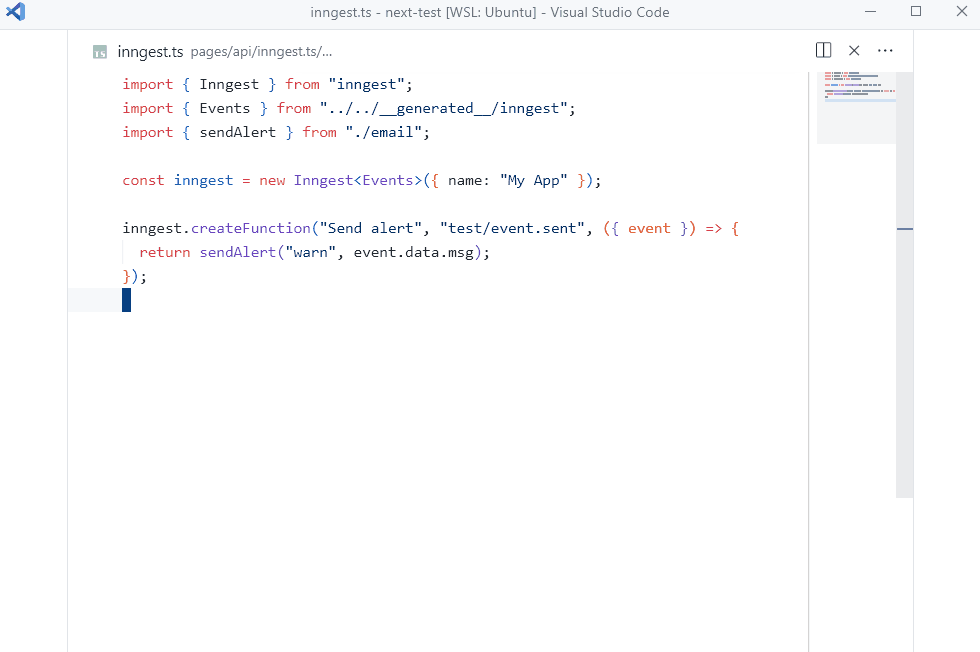 inngest.ts - next-test [WSL: Ubuntu] - Visual Studio Code
TS inngest.ts pages/api/inngest.ts/...
import { Inngest } from "inngest";
import { Events } from "../../__generated__/inngest";
import { sendAlert } from "./email";
const inngest = new Inngest<Events>({ name: "My App" });
inngest.createFunction("Send alert", "test/event.sent", ({ event }) => {
return sendAlert("warn", event.data.msg);
});